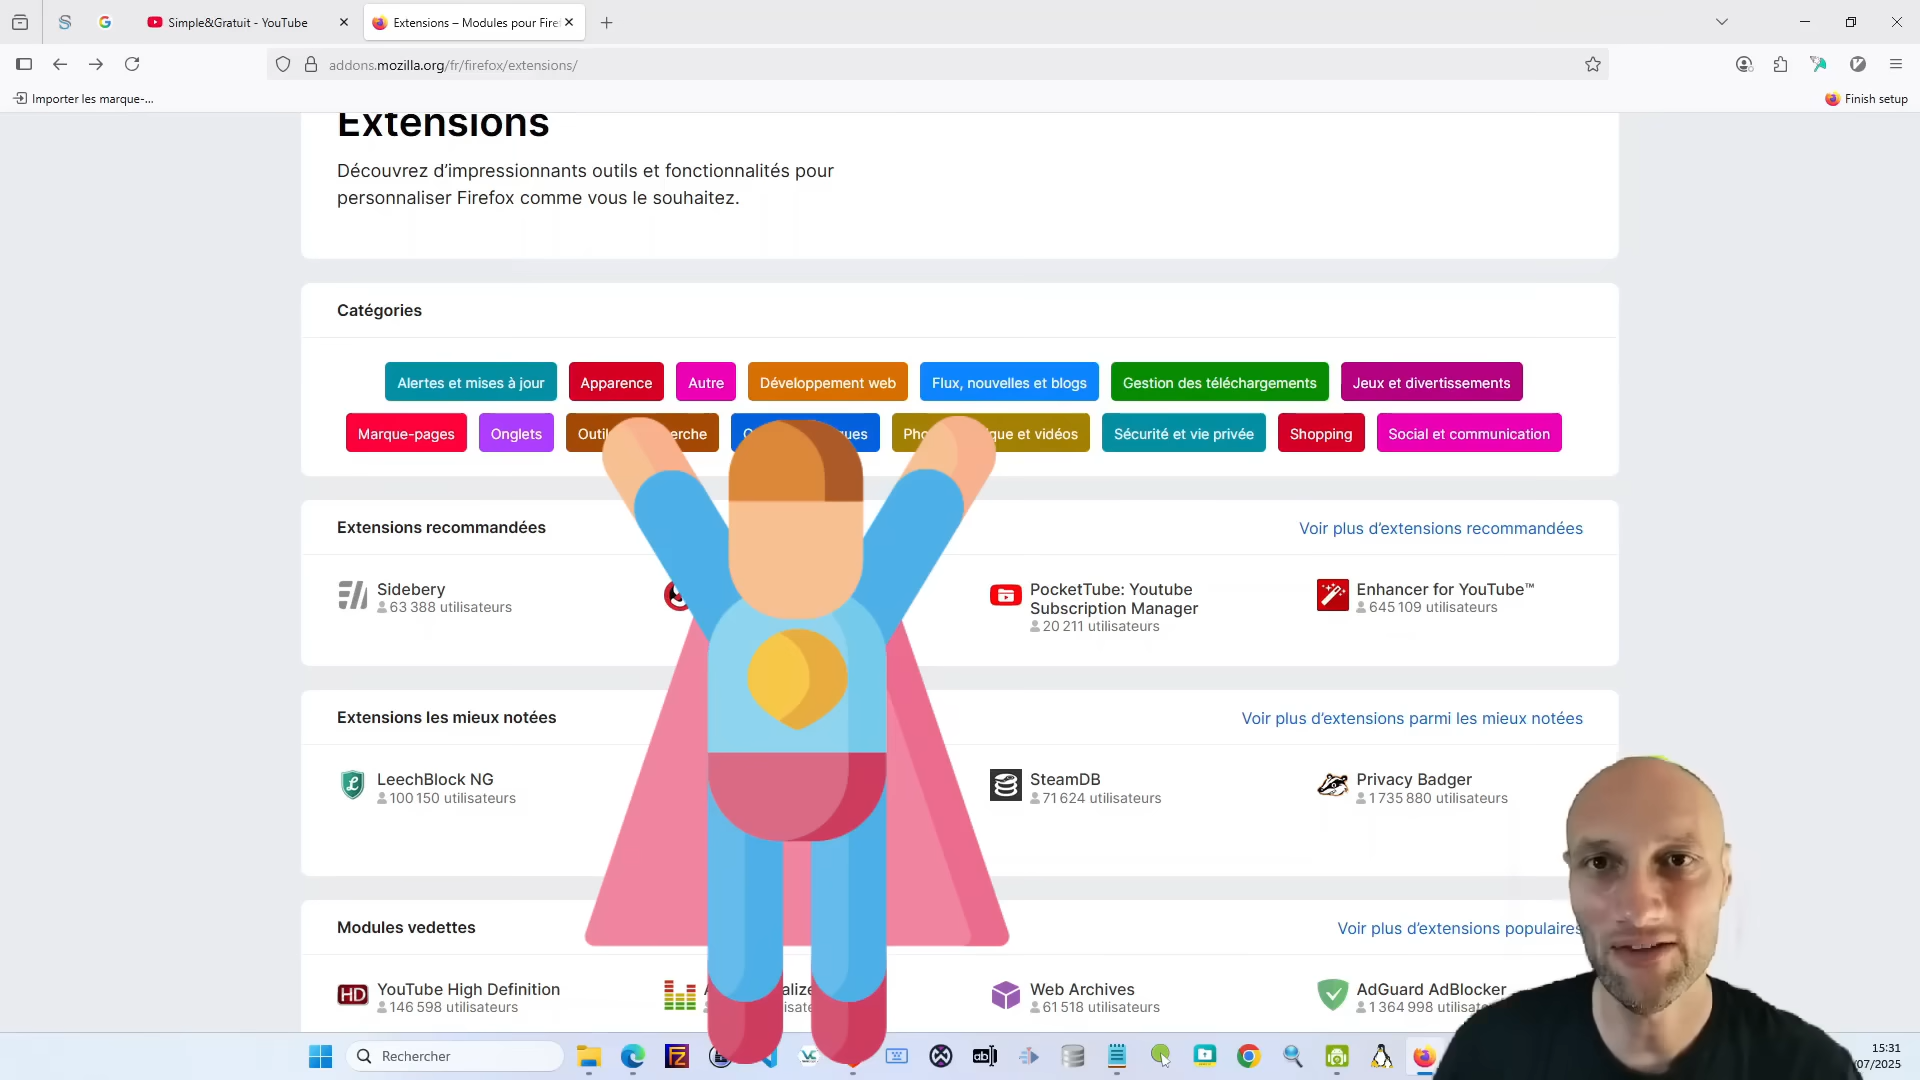 Simple&Gratuit - YouTube
Extensions – Modules pour Fire
addons.mozilla.org/fr/firefox/extensions/
Importer les marque-...
Finish setup
Extensions
Découvrez d’impressionnants outils et fonctionnalités pour
personnaliser Firefox comme vous le souhaitez.
Catégories
Alertes et mises à jour
Apparence
Autre
Développement web
Flux, nouvelles et blogs
Gestion des téléchargements
Jeux et divertissements
Marque-pages
Onglets
et vidéos
Sécurité et vie privée
Shopping
Social et communication
Extensions recommandées
Voir plus d’extensions recommandées
Sidebery
63 388 utilisateurs
PocketTube: Youtube
Subscription Manager
20 211 utilisateurs
Enhancer for YouTube™
645 109 utilisateurs
Extensions les mieux notées
Voir plus d’extensions parmi les mieux notées
LeechBlock NG
100 150 utilisateurs
SteamDB
71 624 utilisateurs
Privacy Badger
1 735 880 utilisateurs
Modules vedettes
Voir plus d’extensions populaires
HD
YouTube High Definition
146 598 utilisateurs
Web Archives
61 518 utilisateurs
AdGuard AdBlocker
1 364 998 utilisateurs
Rechercher
15:31
/07/2025